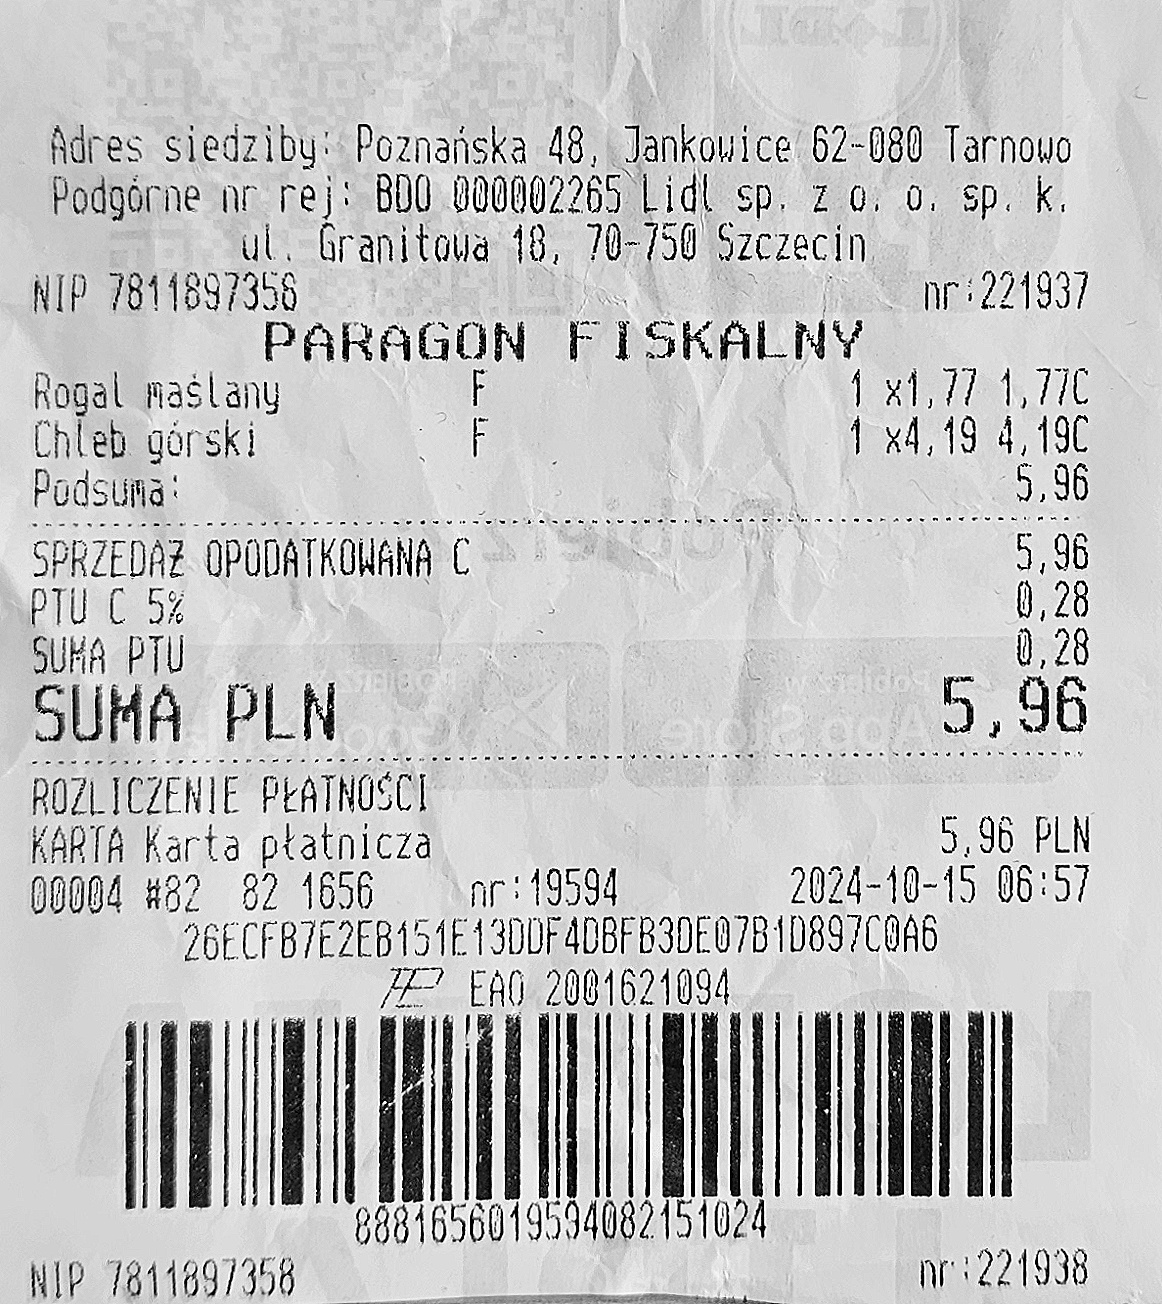 Adres siedziby: Poznańska 48, Jankowice 62-080 Tarnowo
Podgórne nr rej: BDO 000002265 Lidl sp. z o. o. sp. k.
ul. Granitowa 18, 70-750 Szczecin
NIP 7811897358 nr:221937
PARAGON FISKALNY
Rogal maślany F 1 x1,77 1,77C
Chleb górski F 1 x4,19 4,19C
Podsuma: 5,96
SPRZEDAŻ OPODATKOWANA C 5,96
PTU C 5% 0,28
SUMA PTU 0,28
SUMA PLN 5,96
ROZLICZENIE PŁATNOŚCI
KARTA Karta płatnicza 5,96 PLN
00004 #82 82 1656 nr:19594 2024-10-15 06:57
26ECFB7E2EB151E13DDF4DBFB3DE07B1D897C0A6
EAO 2001621094
888165601959408215​1024
NIP 7811897358 nr:221938